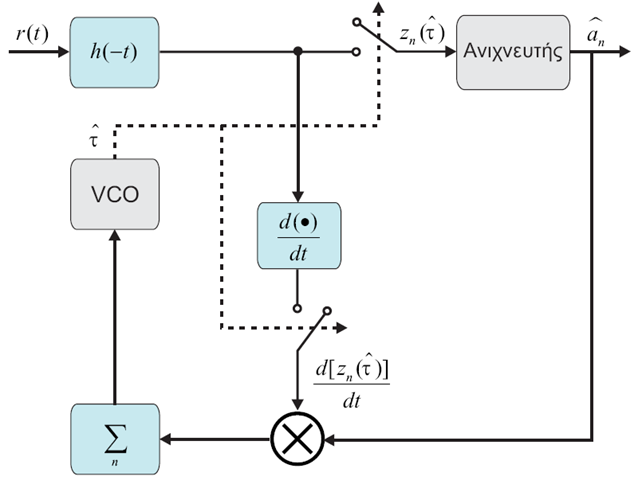 r(t)
h(−t)
z_n(τ̂)
Ανιχνευτής
â_n
τ̂
VCO
d(•)
dt
d[z_n(τ̂)]
dt
∑
n